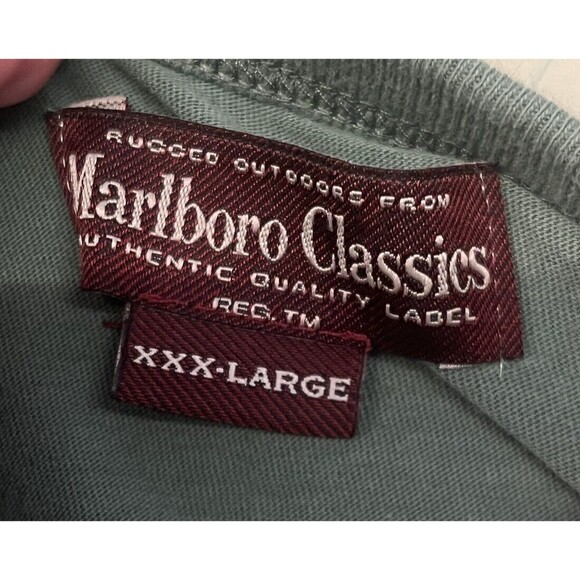 RUGGED OUTDOORS FROM
Marlboro Classics
AUTHENTIC QUALITY LABEL
REG. TM
XXX-LARGE